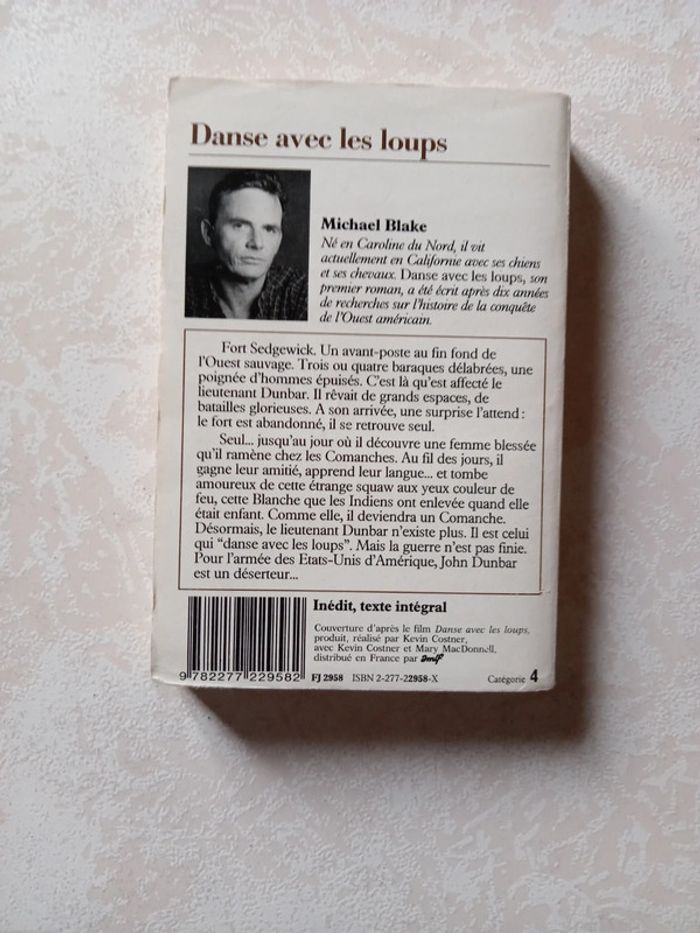 Danse avec les loups
Michael Blake
Né en Caroline du Nord, il vit
actuellement en Californie avec ses chiens
et ses chevaux. Danse avec les loups, son
premier roman, a été écrit après dix années
de recherches sur l'histoire de la conquête
de l'Ouest américain.
Fort Sedgewick. Un avant-poste au fin fond de
l'Ouest sauvage. Trois ou quatre baraques délabrées, une
poignée d'hommes épuisés. C'est là qu'est affecté le
lieutenant Dunbar. Il rêvait de grands espaces, de
batailles glorieuses. A son arrivée, une surprise l'attend :
le fort est abandonné, il se retrouve seul.
Seul... jusqu'au jour où il découvre une femme blessée
qu'il ramène chez les Comanches. Au fil des jours, il
gagne leur amitié, apprend leur langue... et tombe
amoureux de cette étrange squaw aux yeux couleur de
feu, cette Blanche que les Indiens ont enlevée quand elle
était enfant. Comme elle, il deviendra un Comanche.
Désormais, le lieutenant Dunbar n'existe plus. Il est celui
qui "danse avec les loups". Mais la guerre n'est pas finie.
Pour l'armée des Etats-Unis d'Amérique, John Dunbar
est un déserteur...
Inédit, texte intégral
Couverture d'après le film Danse avec les loups,
produit, réalisé par Kevin Costner,
avec Kevin Costner et Mary MacDonnell,
distribué en France par amlf
9 782277 229582
FJ 2958 ISBN 2-277-22958-X
Catégorie 4